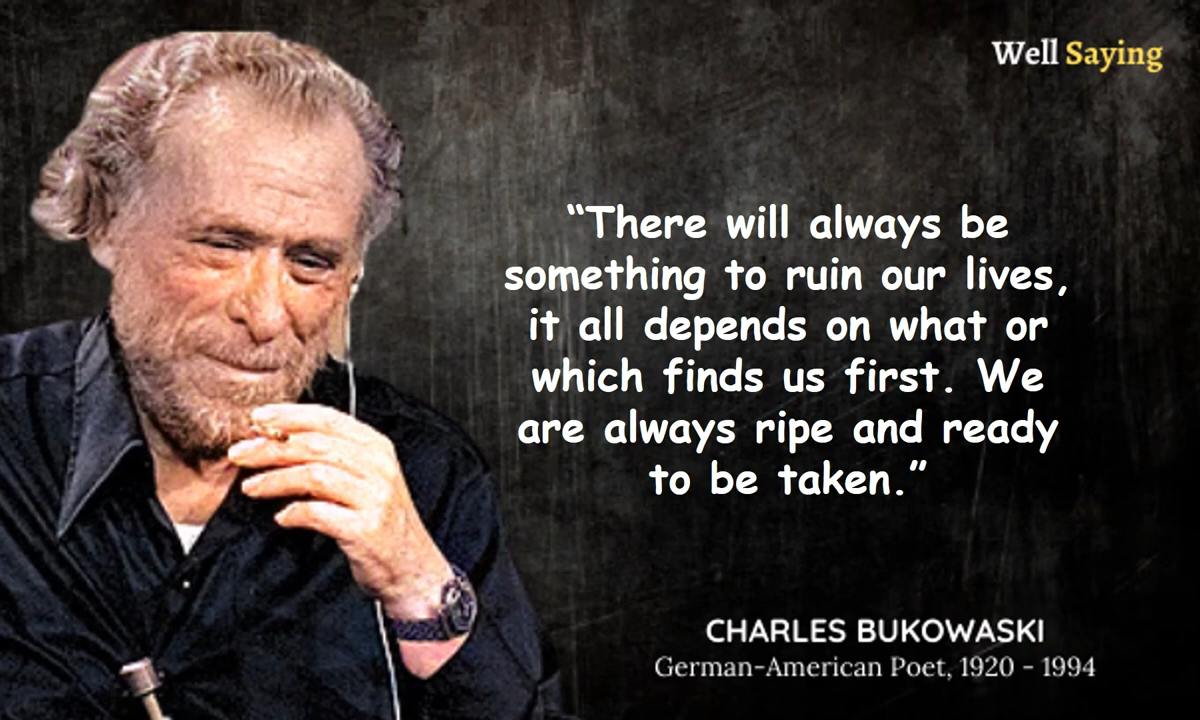 Well Saying
“There will always be
something to ruin our lives,
it all depends on what or
which finds us first. We
are always ripe and ready
to be taken.”
CHARLES BUKOWASKI
German-American Poet, 1920 - 1994